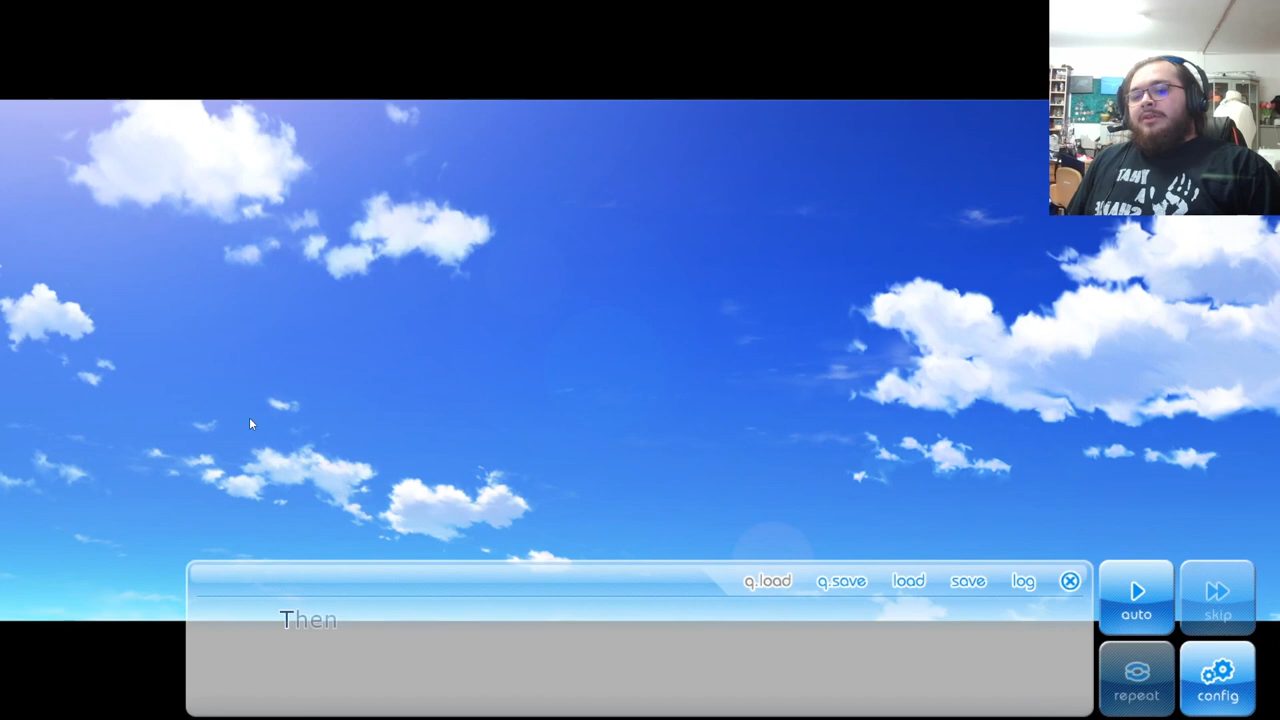 q.load q.save load save log
Then
auto
skip
repeat
config